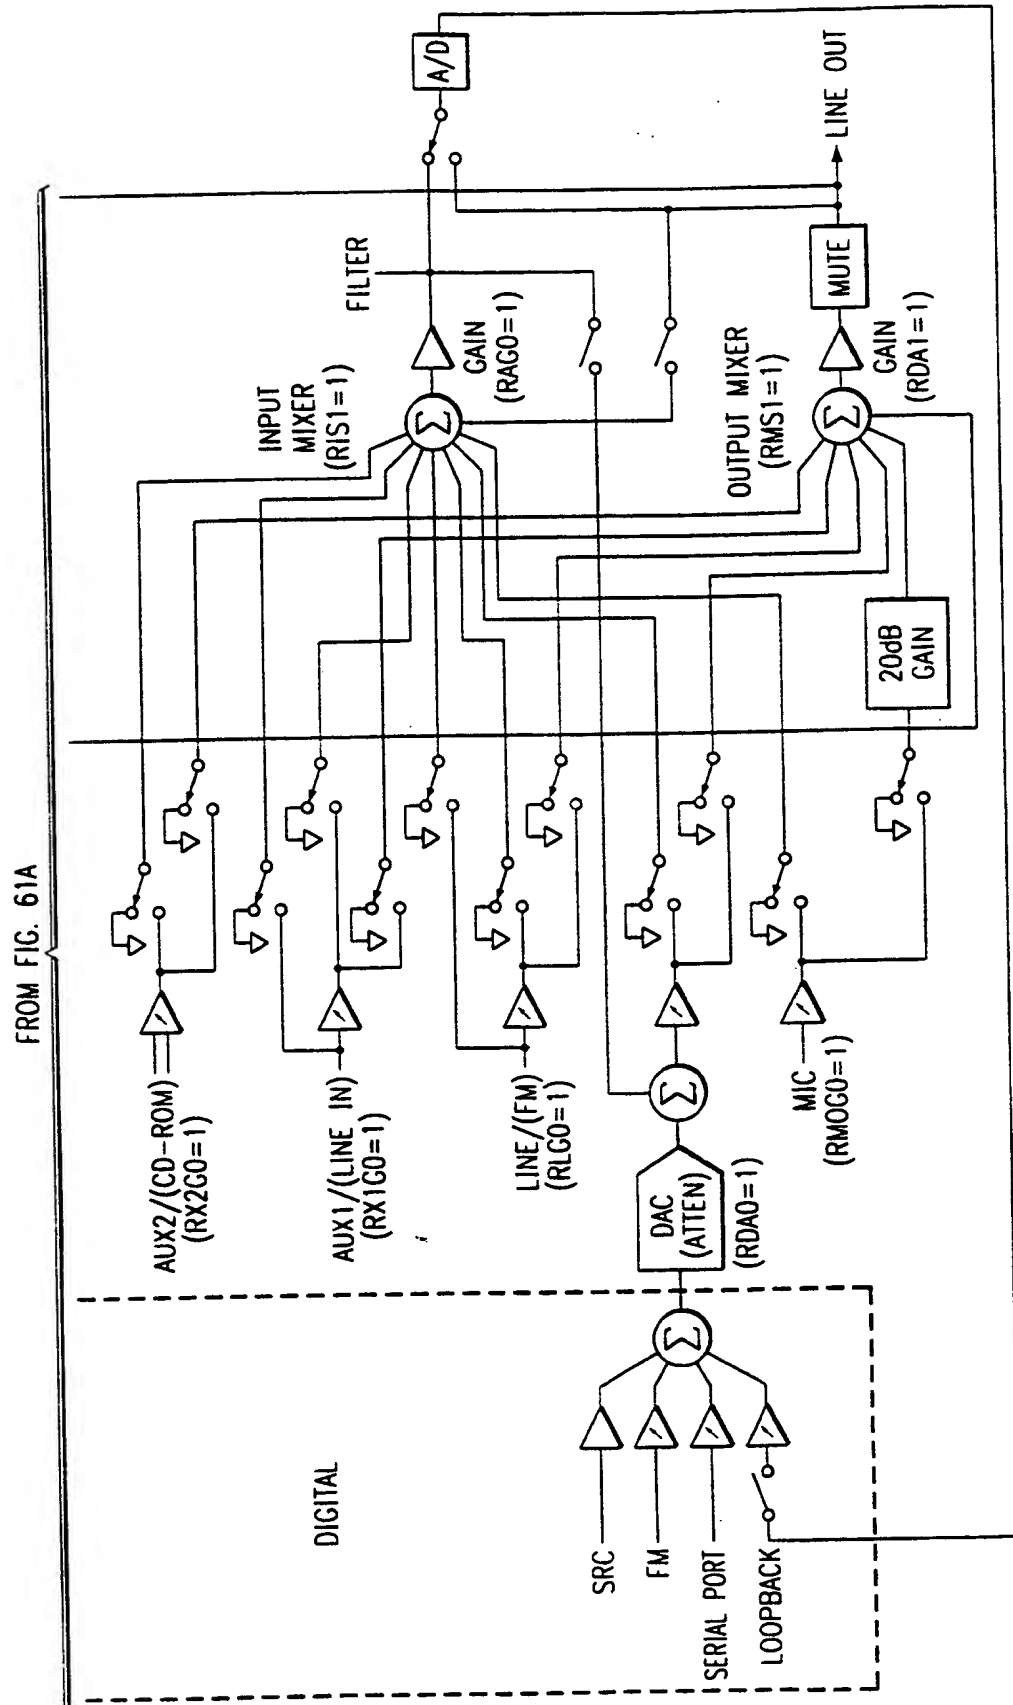 FROM FIG. 61A
AUX2/(CD-ROM)
(RX2G0=1)
AUX1/(LINE IN)
(RX1G0=1)
LINE/(FM)
(RLG0=1)
MIC
(RMOG0=1)
DAC
(ATTEN)
(RDA0=1)
DIGITAL
SRC
FM
SERIAL PORT
LOOPBACK
Σ
Σ
INPUT
MIXER
(RIS1=1)
Σ
GAIN
(RAG0=1)
FILTER
A/D
OUTPUT MIXER
(RMS1=1)
Σ
GAIN
(RDA1=1)
MUTE
LINE OUT
20dB
GAIN